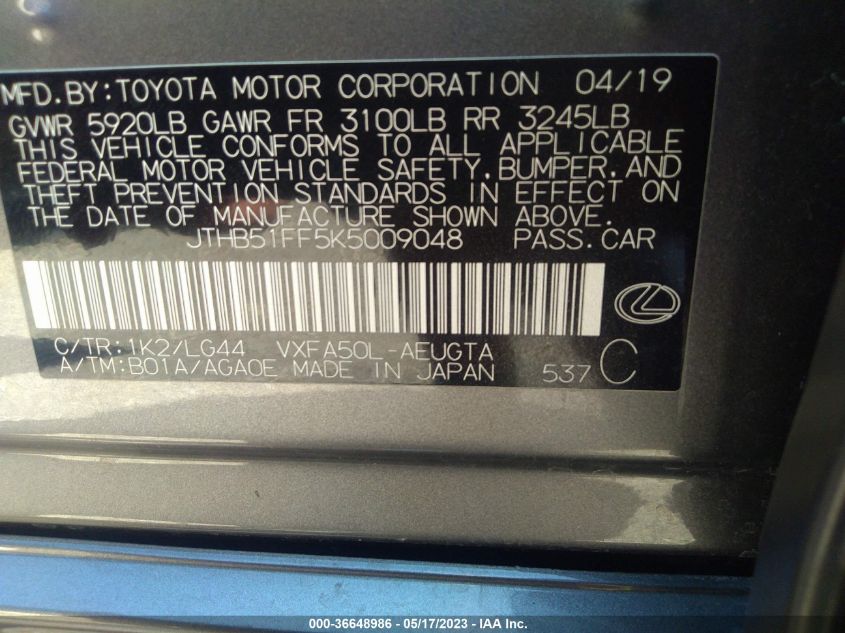 MFD.BY:TOYOTA MOTOR CORPORATION 04/19
GVWR 5920LB GAWR FR 3100LB RR 3245LB
THIS VEHICLE CONFORMS TO ALL APPLICABLE
FEDERAL MOTOR VEHICLE SAFETY,BUMPER,AND
THEFT PREVENTION STANDARDS IN EFFECT ON
THE DATE OF MANUFACTURE SHOWN ABOVE.
JTHB51FF5K5009048 PASS.CAR
C/TR:1K2/LG44 VXFA50L-AEUGTA
A/TM:B01A/AGA0E MADE IN JAPAN 537 C
000-36648986 - 05/17/2023 - IAA Inc.